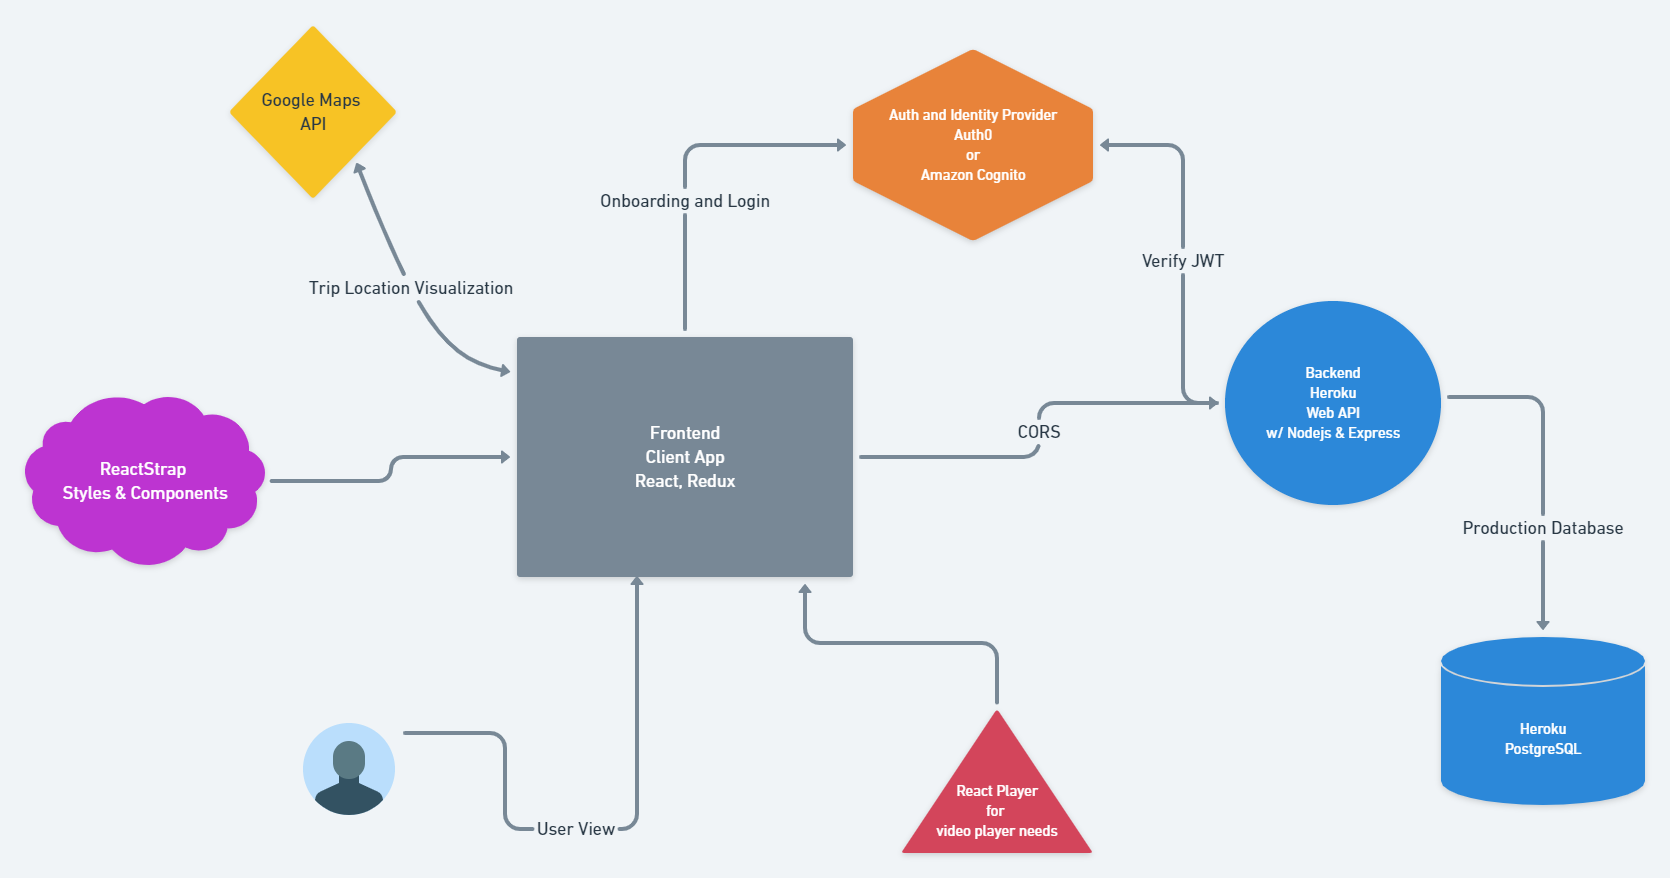 Google Maps
API
Auth and Identity Provider
Auth0
or
Amazon Cognito
Onboarding and Login
Verify JWT
Trip Location Visualization
Backend
Heroku
Web API
w/ Nodejs & Express
Frontend
Client App
React, Redux
CORS
ReactStrap
Styles & Components
Production Database
Heroku
PostgreSQL
React Player
for
video player needs
User View